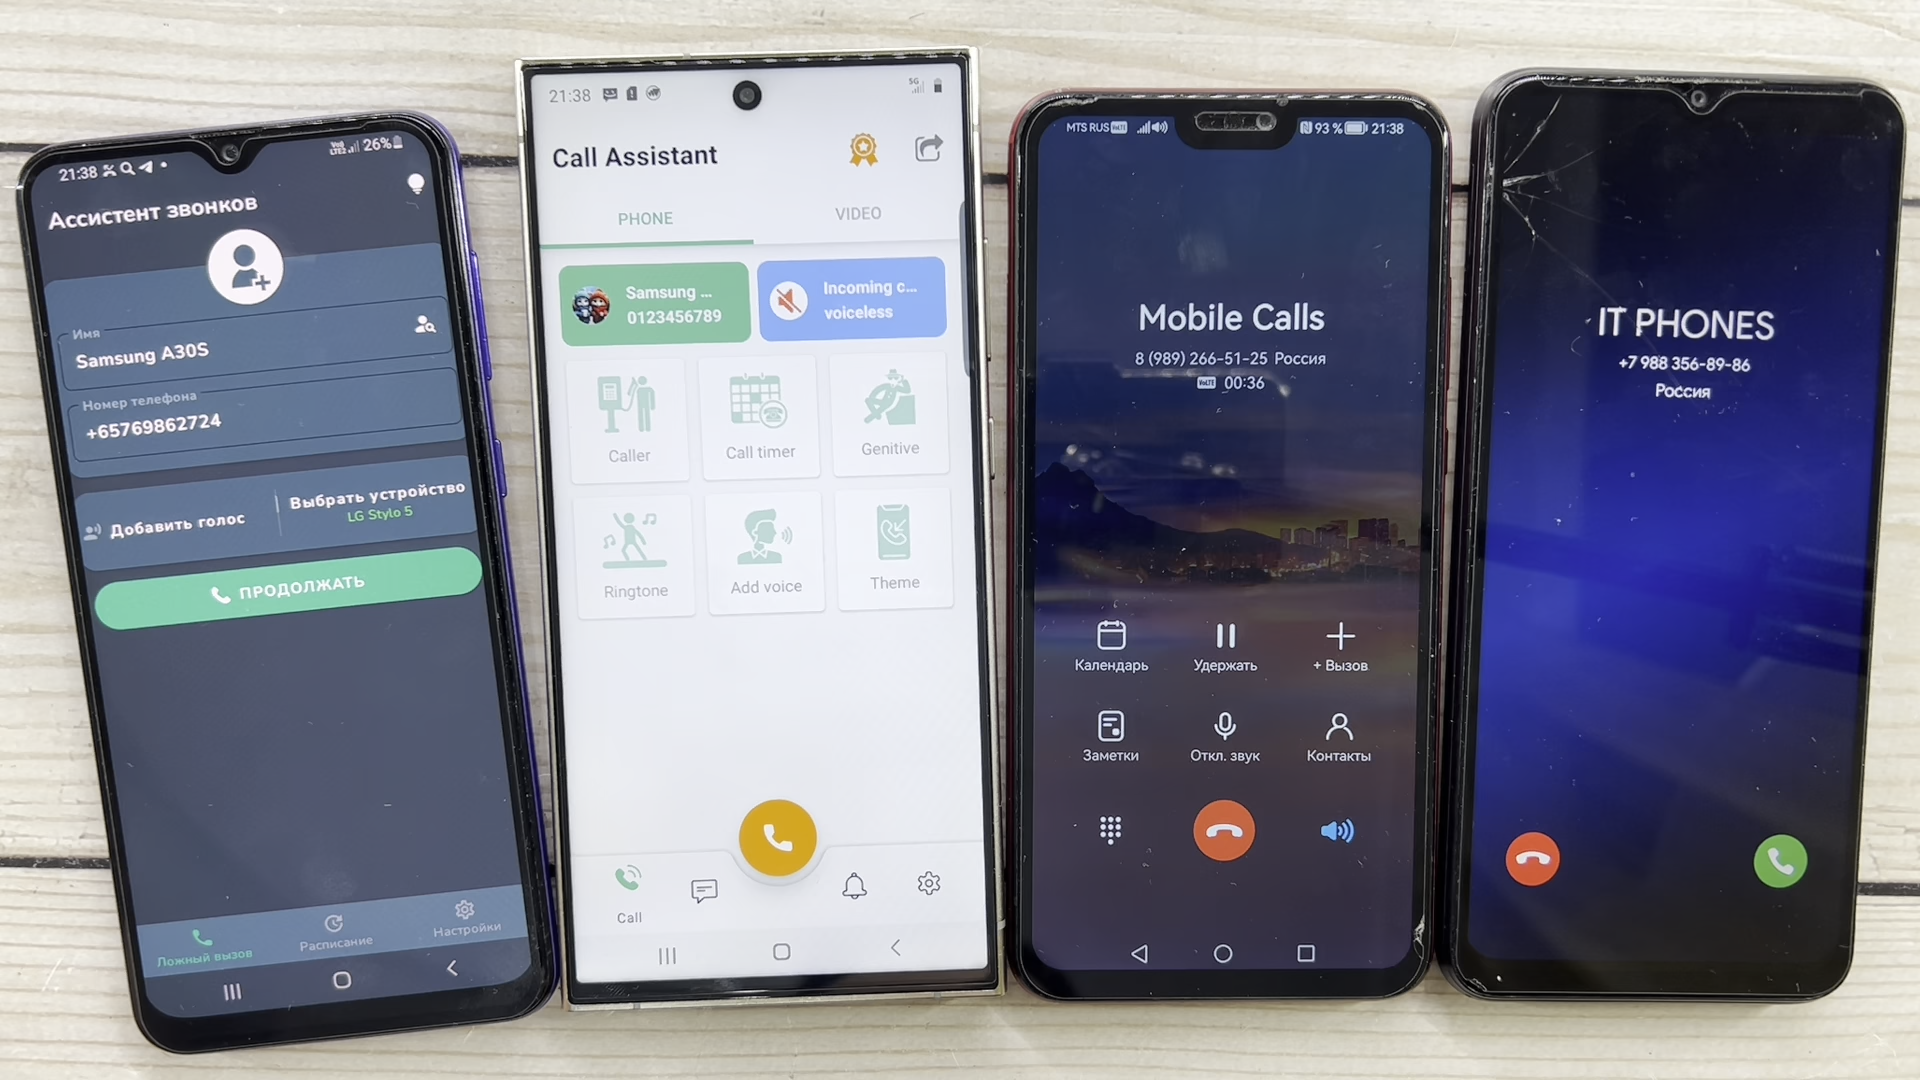 21:38
26%
Ассистент звонков
Имя
Samsung A30S
Номер телефона
+65769862724
Добавить голос
Выбрать устройство
LG Stylo 5
ПРОДОЛЖАТЬ
Ложный вызов
Расписание
Настройки
21:38
5G
Call Assistant
PHONE
VIDEO
Samsung ...
0123456789
Incoming c...
voiceless
Caller
Call timer
Genitive
Ringtone
Add voice
Theme
Call
MTS RUS VoLTE
93 %
21:38
Mobile Calls
8 (989) 266-51-25 Россия
VoLTE 00:36
Календарь
Удержать
+ Вызов
Заметки
Откл. звук
Контакты
IT PHONES
+7 988 356-89-86
Россия